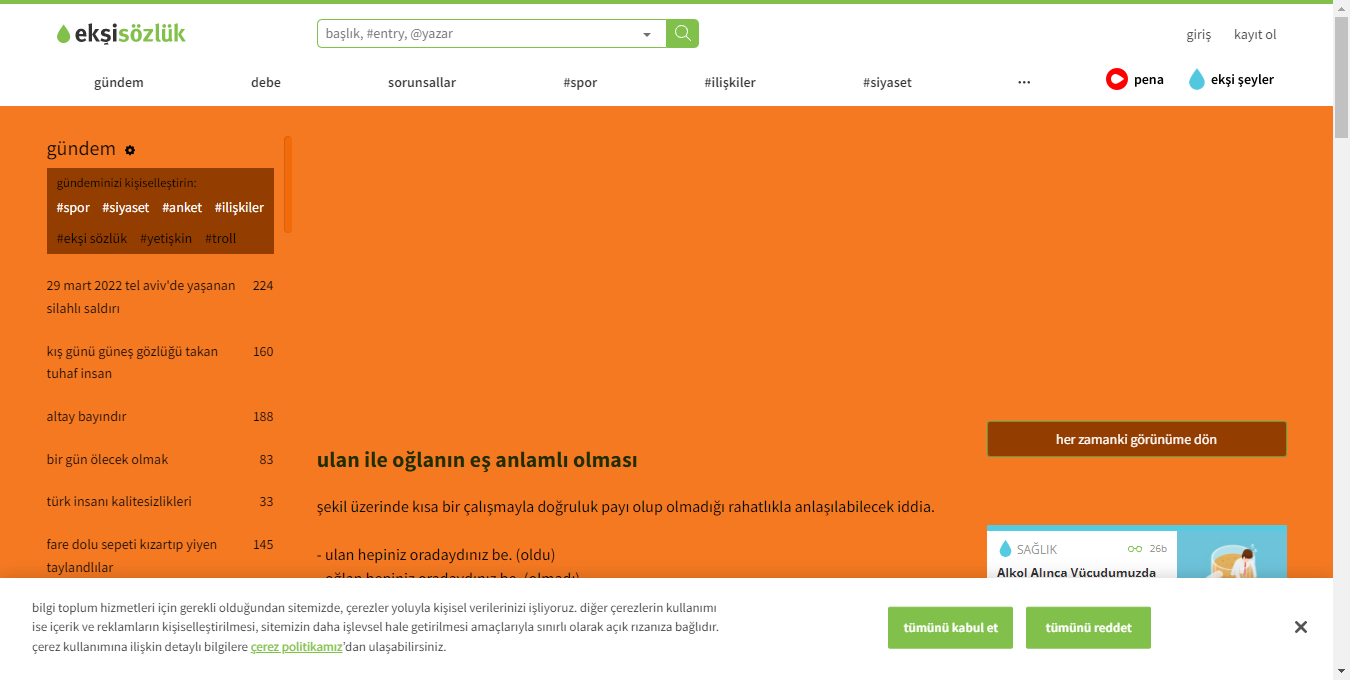 ekşisözlük
başlık, #entry, @yazar
giriş kayıt ol
gündem debe sorunsallar #spor #ilişkiler #siyaset ... pena ekşi şeyler
gündem
gündeminizi kişiselleştirin:
#spor #siyaset #anket #ilişkiler
#ekşi sözlük #yetişkin #troll
29 mart 2022 tel aviv'de yaşanan 224
silahlı saldırı
kış günü güneş gözlüğü takan 160
tuhaf insan
altay bayındır 188
bir gün ölecek olmak 83
türk insanı kalitesizlikleri 33
fare dolu sepeti kızartıp yiyen 145
taylandlılar
ulan ile oğlanın eş anlamlı olması
şekil üzerinde kısa bir çalışmayla doğruluk payı olup olmadığı rahatlıkla anlaşılabilecek iddia.
- ulan hepiniz oradaydınız be. (oldu)
- oğlan hepiniz oradaydınız be. (olmadı)
her zamanki görünüme dön
SAĞLIK 26b
Alkol Alınca Vücudumuzda
bilgi toplum hizmetleri için gerekli olduğundan sitemizde, çerezler yoluyla kişisel verilerinizi işliyoruz. diğer çerezlerin kullanımı
ise içerik ve reklamların kişiselleştirilmesi, sitemizin daha işlevsel hale getirilmesi amaçlarıyla sınırlı olarak açık rızanıza bağlıdır.
çerez kullanımına ilişkin detaylı bilgilere çerez politikamız'dan ulaşabilirsiniz.
tümünü kabul et
tümünü reddet